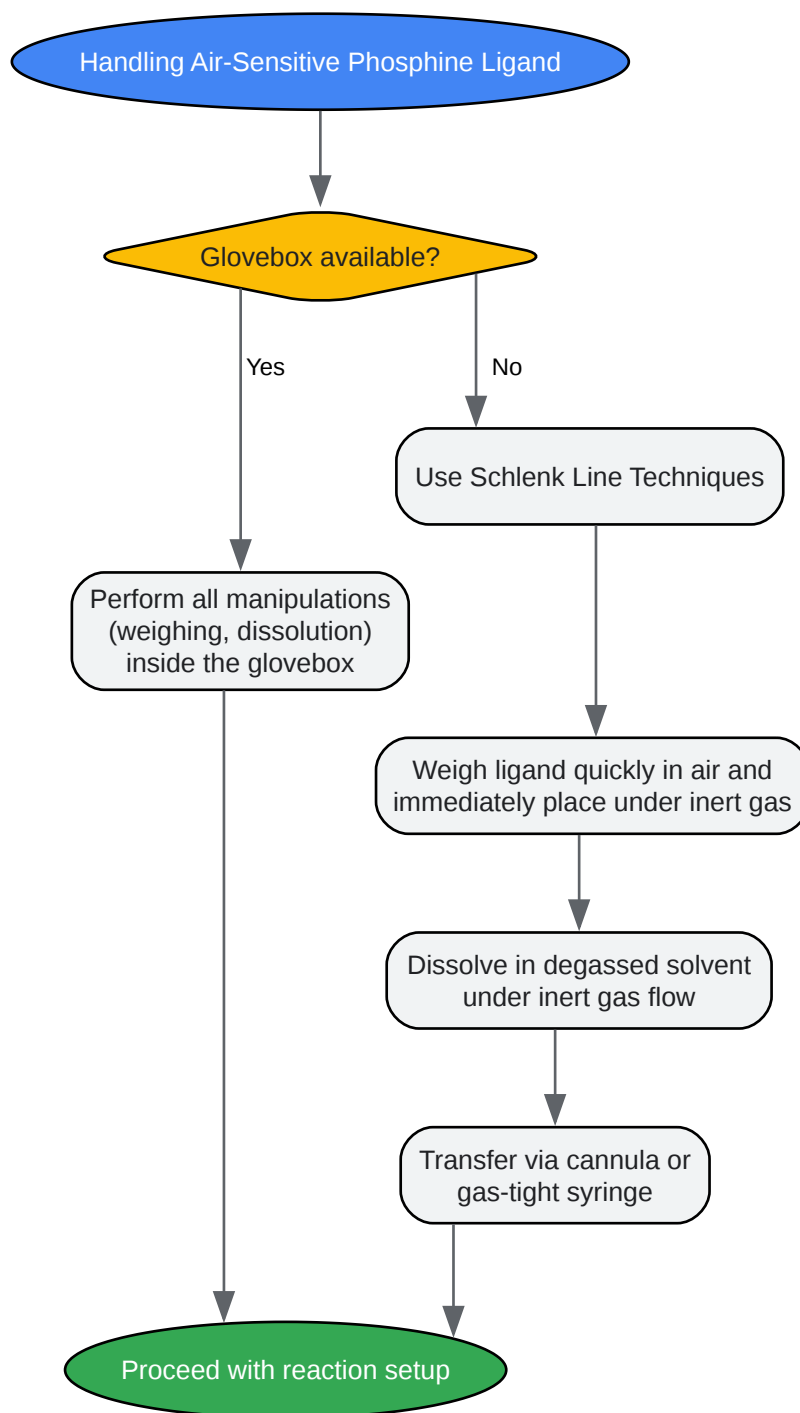 Handling Air-Sensitive Phosphine Ligand
Glovebox available?
Yes
No
Use Schlenk Line Techniques
Perform all manipulations
(weighing, dissolution)
inside the glovebox
Weigh ligand quickly in air and
immediately place under inert gas
Dissolve in degassed solvent
under inert gas flow
Transfer via cannula or
gas-tight syringe
Proceed with reaction setup